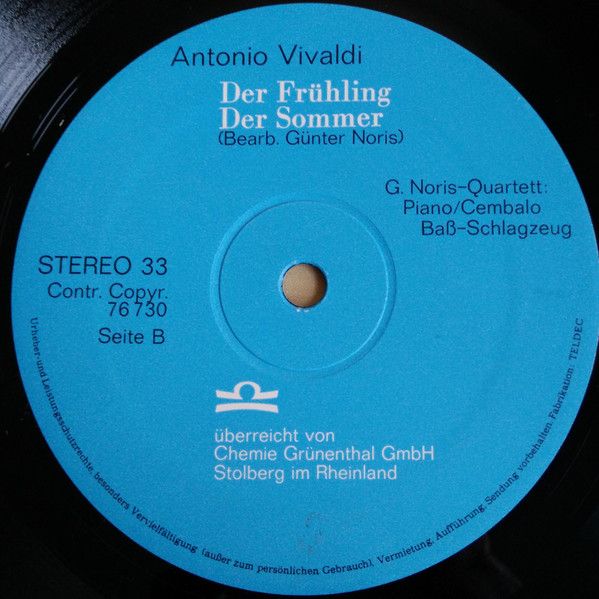 Antonio Vivaldi
Der Frühling
Der Sommer
(Bearb. Günter Noris)
G. Noris-Quartett:
Piano/Cembalo
Baß-Schlagzeug
STEREO 33
Contr. Copyr.
76 730
Seite B
überreicht von
Chemie Grünenthal GmbH
Stolberg im Rheinland
Urheber- und Leistungsschutzrechte, besonders Vervielfältigung (außer zum persönlichen Gebrauch), Vermietung, Aufführung, Sendung vorbehalten. Fabrikation: TELDEC